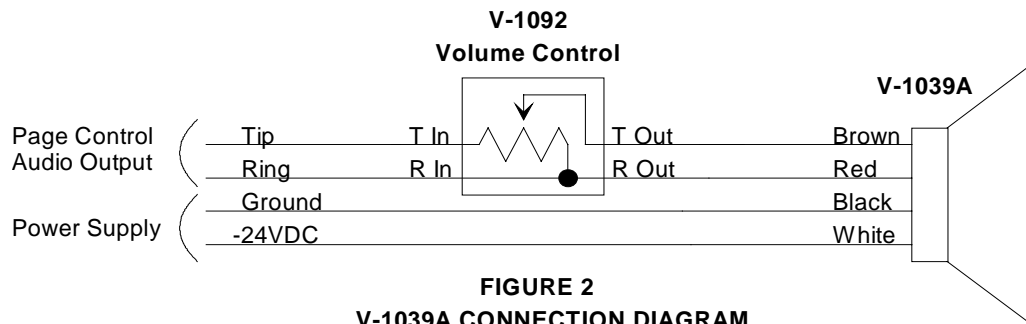 V-1092
Volume Control
V-1039A
Page Control
Audio Output
Tip
T In
T Out
Brown
Ring
R In
R Out
Red
Ground
Black
Power Supply
-24VDC
White
FIGURE 2
V-1039A CONNECTION DIAGRAM